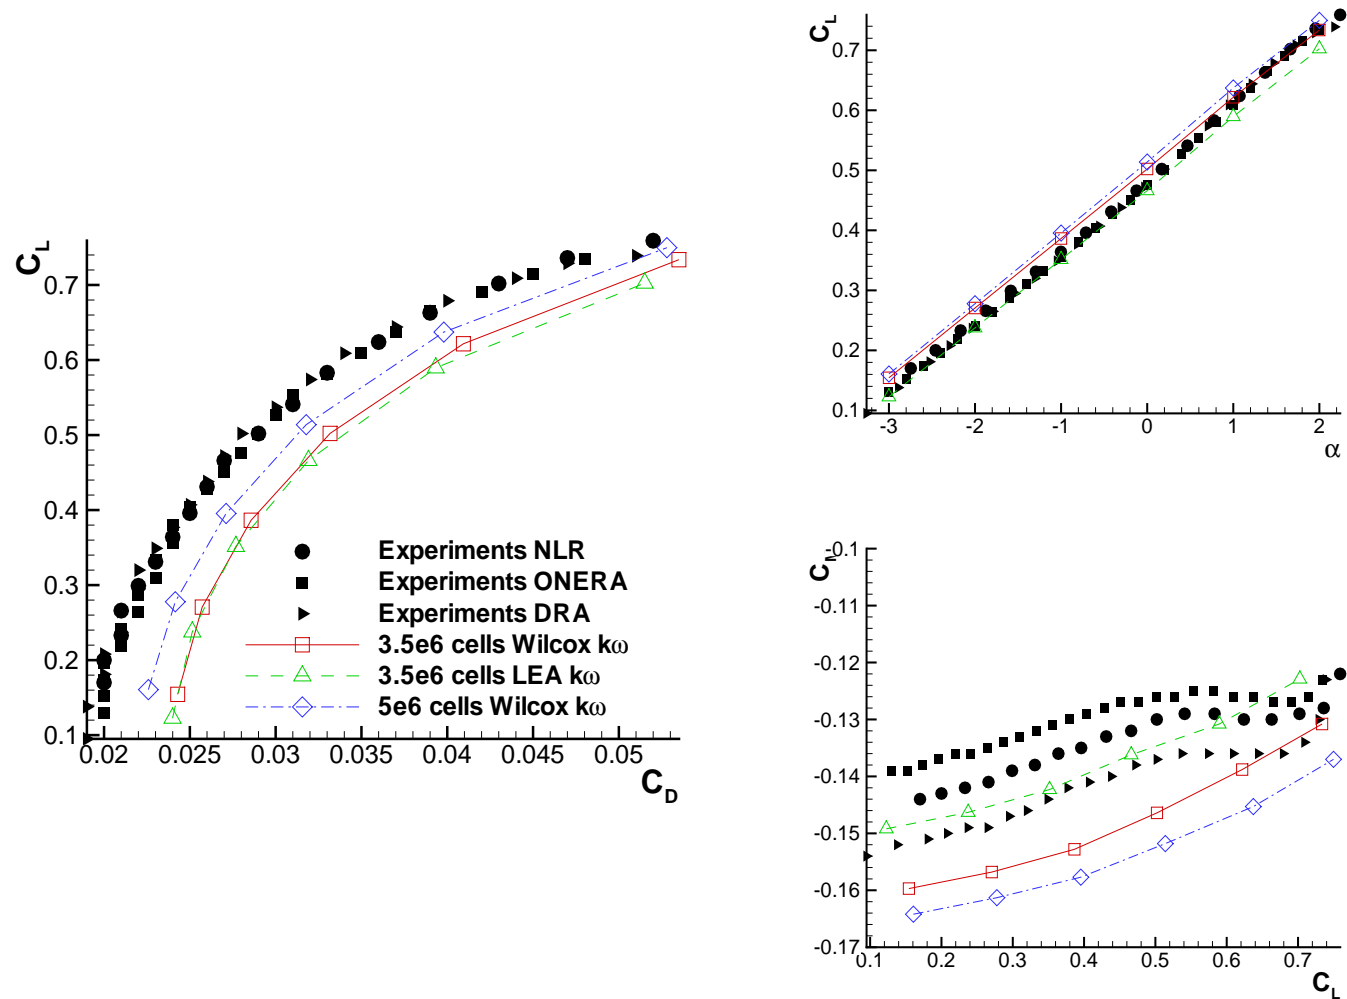 C_L
0.7
0.6
0.5
0.4
0.3
0.2
0.1
0.02 0.025 0.03 0.035 0.04 0.045 0.05
C_D
Experiments NLR
Experiments ONERA
Experiments DRA
3.5e6 cells Wilcox kω
3.5e6 cells LEA kω
5e6 cells Wilcox kω
C_L
0.7
0.6
0.5
0.4
0.3
0.2
0.1
-3 -2 -1 0 1 2
α
C_M
-0.1
-0.11
-0.12
-0.13
-0.14
-0.15
-0.16
-0.17
0.1 0.2 0.3 0.4 0.5 0.6 0.7
C_L